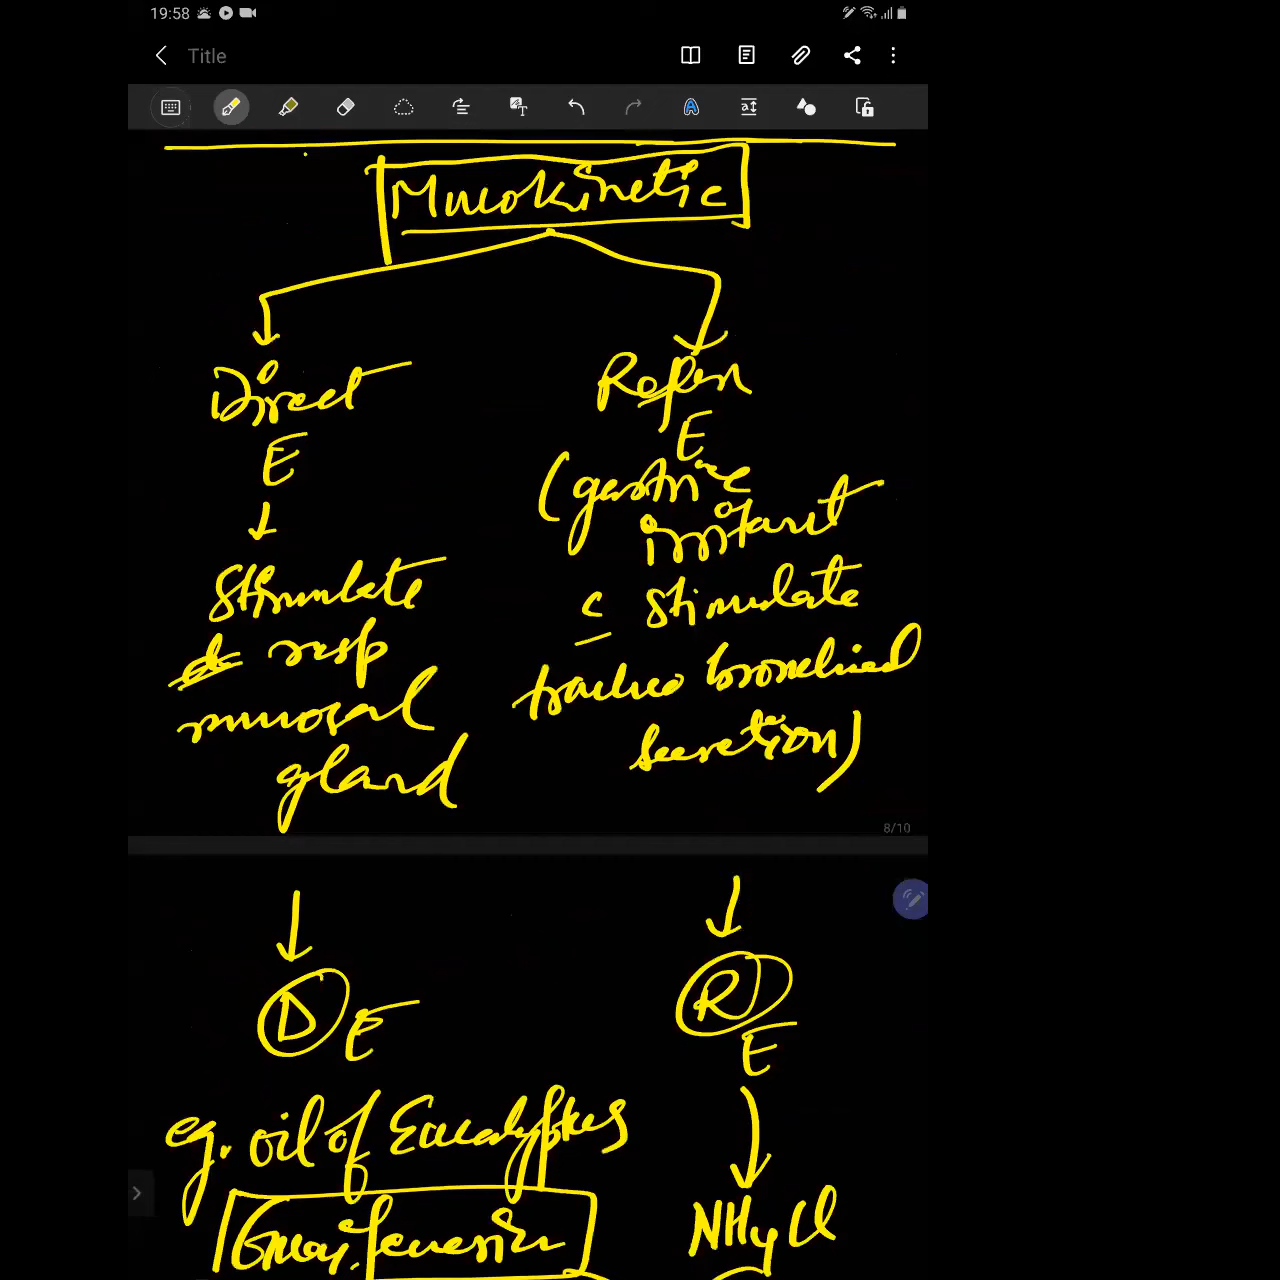 19:58
Title
Mucokinetic
Direct
E
Stimulate
resp
mucosal
gland
Reflex
E
(gastric
irritant
c stimulate
tracheo bronchial
secretion)
8/10
D E
eg. oil of Eucalyptus
Guaifenesin
R E
NH4Cl